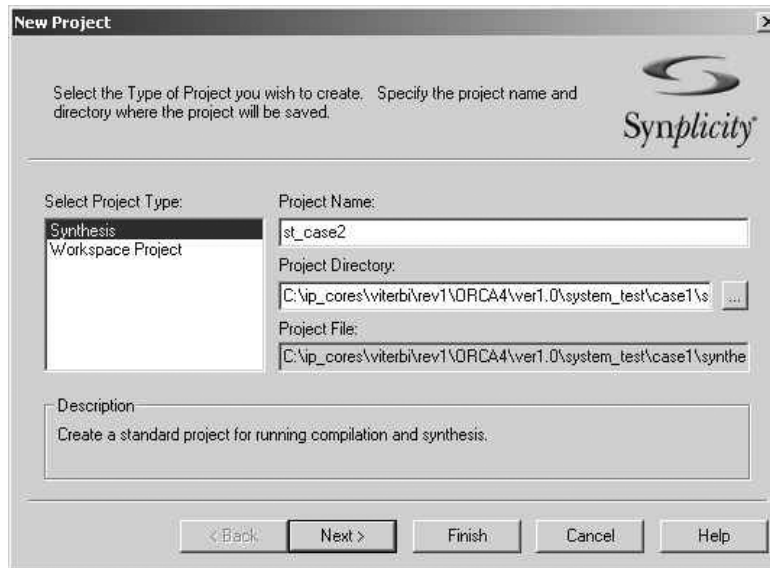 New Project
Select the Type of Project you wish to create. Specify the project name and
directory where the project will be saved.
Synplicity®
Select Project Type:
Synthesis
Workspace Project
Project Name:
st_case2
Project Directory:
C:\ip_cores\viterbi\rev1\ORCA4\ver1.0\system_test\case1\s
...
Project File:
C:\ip_cores\viterbi\rev1\ORCA4\ver1.0\system_test\case1\synthe
Description
Create a standard project for running compilation and synthesis.
< Back
Next >
Finish
Cancel
Help